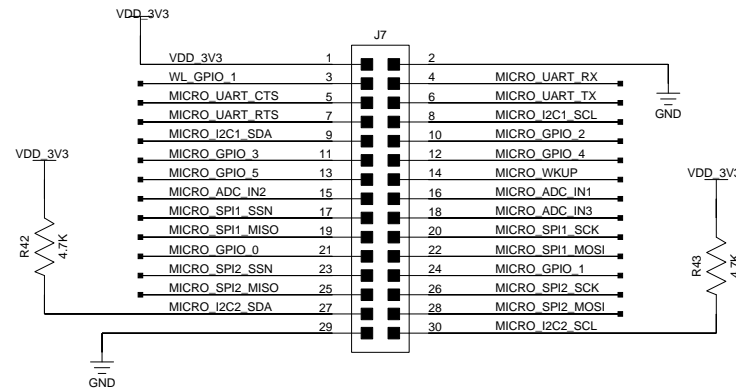 VDD_3V3
J7
VDD_3V3 1 2
WL_GPIO_1 3 4 MICRO_UART_RX
MICRO_UART_CTS 5 6 MICRO_UART_TX
MICRO_UART_RTS 7 8 MICRO_I2C1_SCL
MICRO_I2C1_SDA 9 10 MICRO_GPIO_2
MICRO_GPIO_3 11 12 MICRO_GPIO_4
MICRO_GPIO_5 13 14 MICRO_WKUP
MICRO_ADC_IN2 15 16 MICRO_ADC_IN1
MICRO_SPI1_SSN 17 18 MICRO_ADC_IN3
MICRO_SPI1_MISO 19 20 MICRO_SPI1_SCK
MICRO_GPIO_0 21 22 MICRO_SPI1_MOSI
MICRO_SPI2_SSN 23 24 MICRO_GPIO_1
MICRO_SPI2_MISO 25 26 MICRO_SPI2_SCK
MICRO_I2C2_SDA 27 28 MICRO_SPI2_MOSI
29 30 MICRO_I2C2_SCL
GND
VDD_3V3
R42
4.7K
GND
VDD_3V3
R43
4.7K